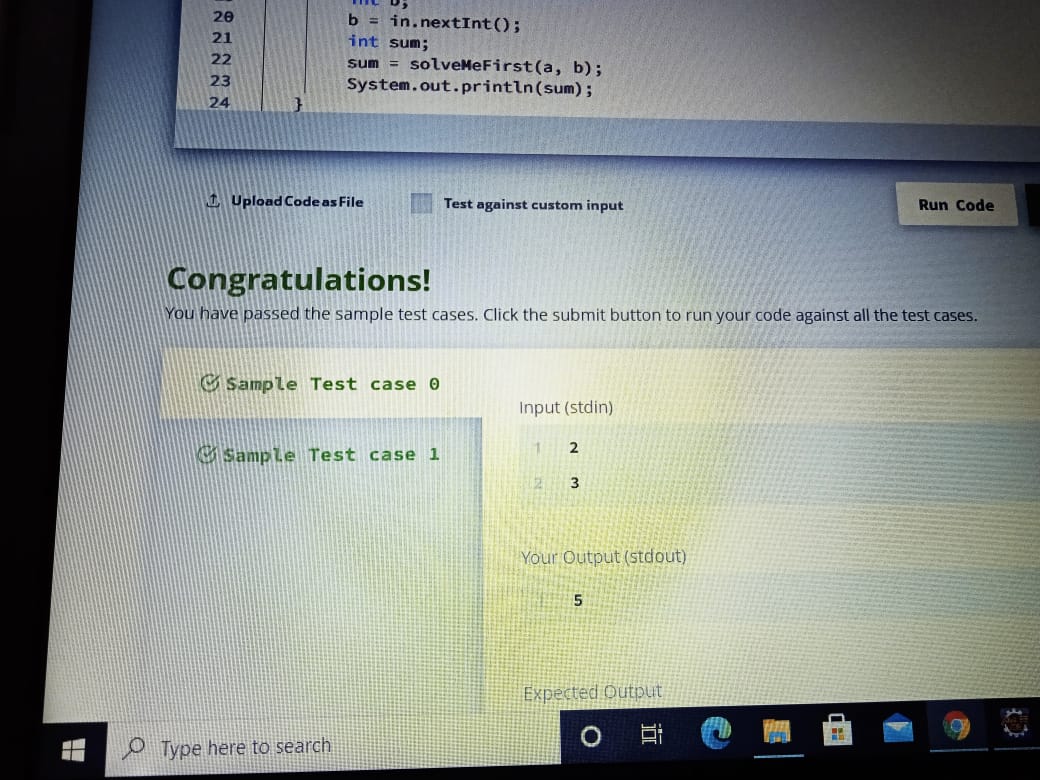 20
int b;
b = in.nextInt();
21
int sum;
22
sum = solveMeFirst(a, b);
23
System.out.println(sum);
24
}
Upload Code as File
Test against custom input
Run Code
Congratulations!
You have passed the sample test cases. Click the submit button to run your code against all the test cases.
Sample Test case 0
Sample Test case 1
Input (stdin)
1 2
2 3
Your Output (stdout)
1 5
Expected Output
Type here to search